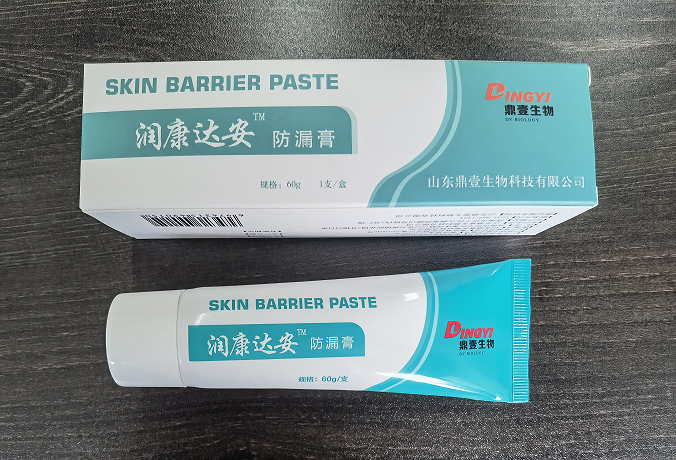 SKIN BARRIER PASTE
润康达安™ 防漏膏
规格：60g 1支/盒
DINGYI
鼎壹生物
DY-BIOLOGY
山东鼎壹生物科技有限公司
SKIN BARRIER PASTE
润康达安™ 防漏膏
规格：60g/支
DINGYI
鼎壹生物